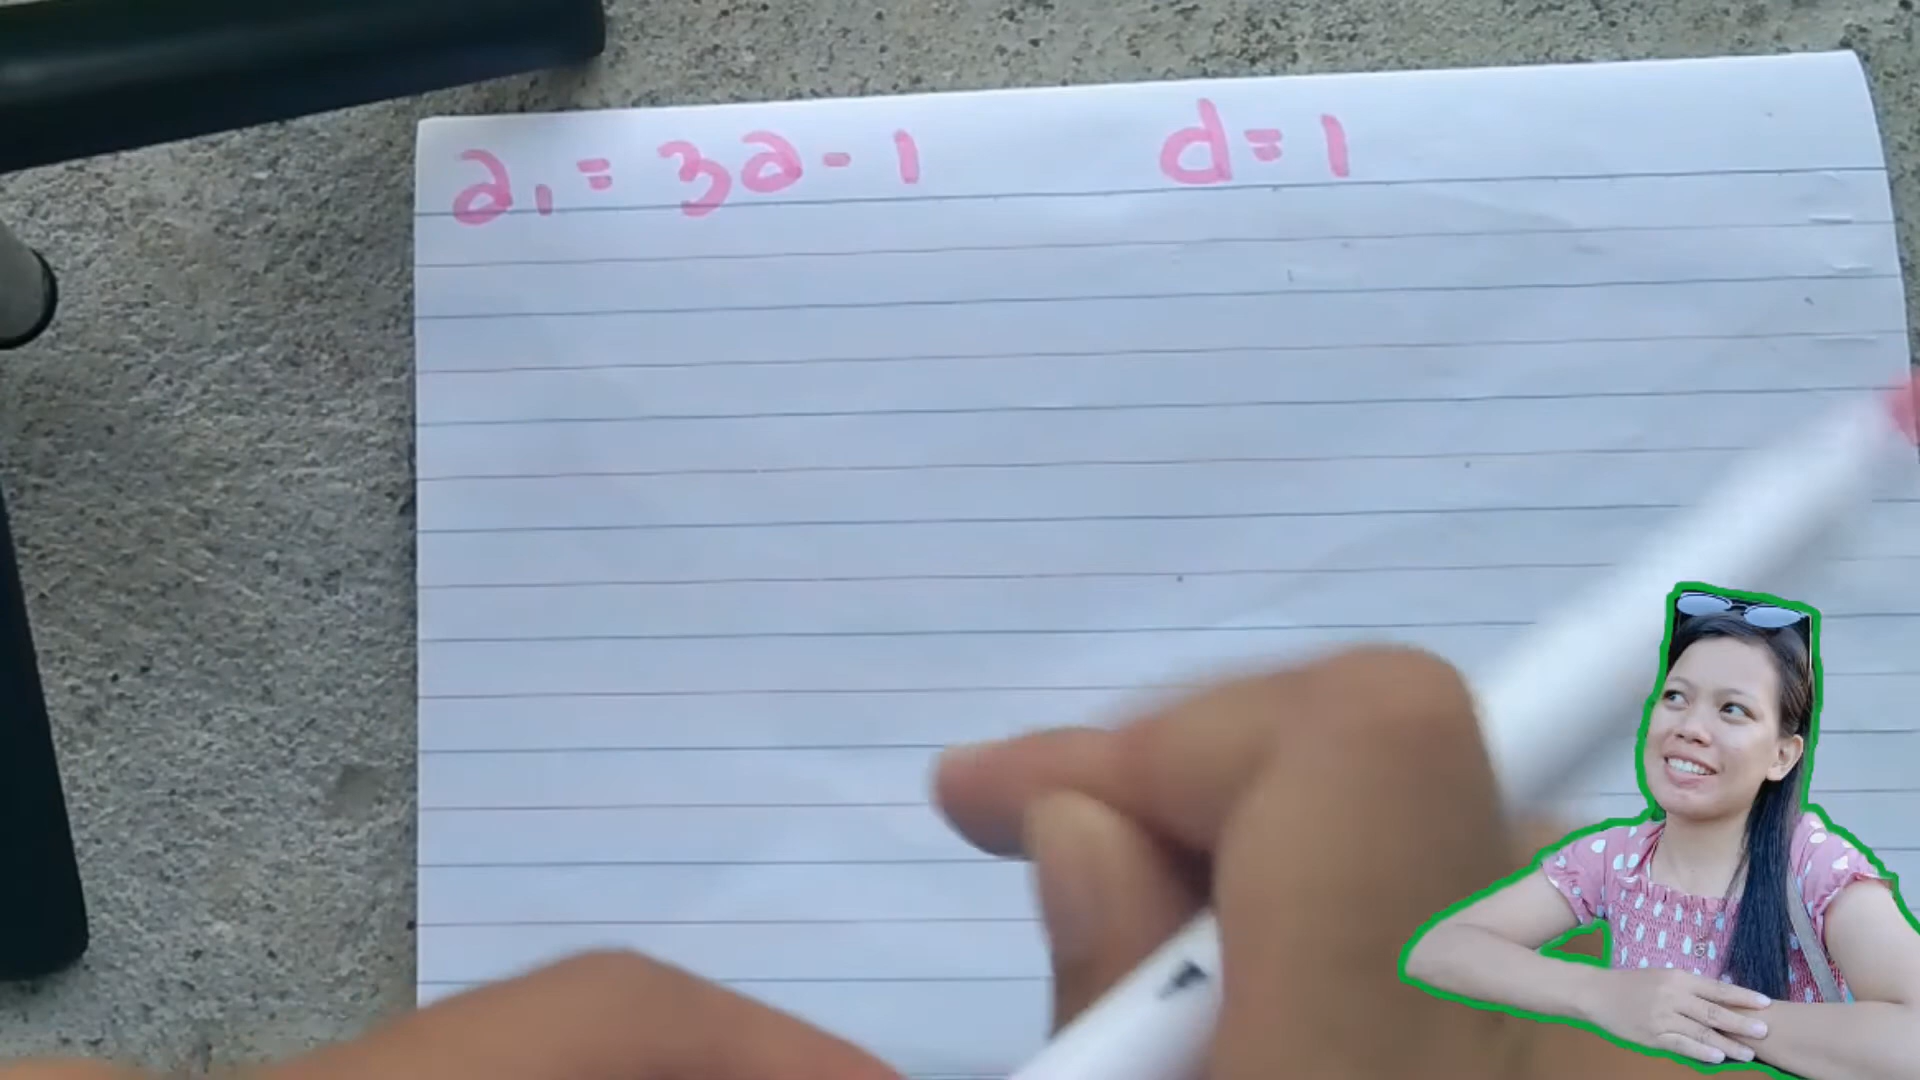 a₁ = 3a - 1 d = 1